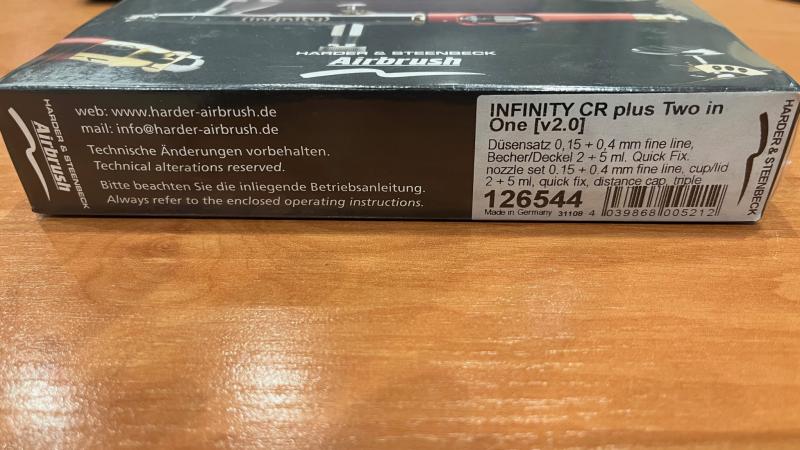 infinity
HARDER & STEENBECK
Airbrush
HARDER & STEENBECK
Airbrush
web: www.harder-airbrush.de
mail: info@harder-airbrush.de
Technische Änderungen vorbehalten.
Technical alterations reserved.
Bitte beachten Sie die inliegende Betriebsanleitung.
Always refer to the enclosed operating instructions.
INFINITY CR plus Two in
One [v2.0]
Düsensatz 0,15 + 0,4 mm fine line,
Becher/Deckel 2 + 5 ml. Quick Fix.
nozzle set 0.15 + 0.4 mm fine line, cup/lid
2 + 5 ml, quick fix, distance cap, triple
126544
Made in Germany 31108 4 039868 005212
HARDER & STEENBECK